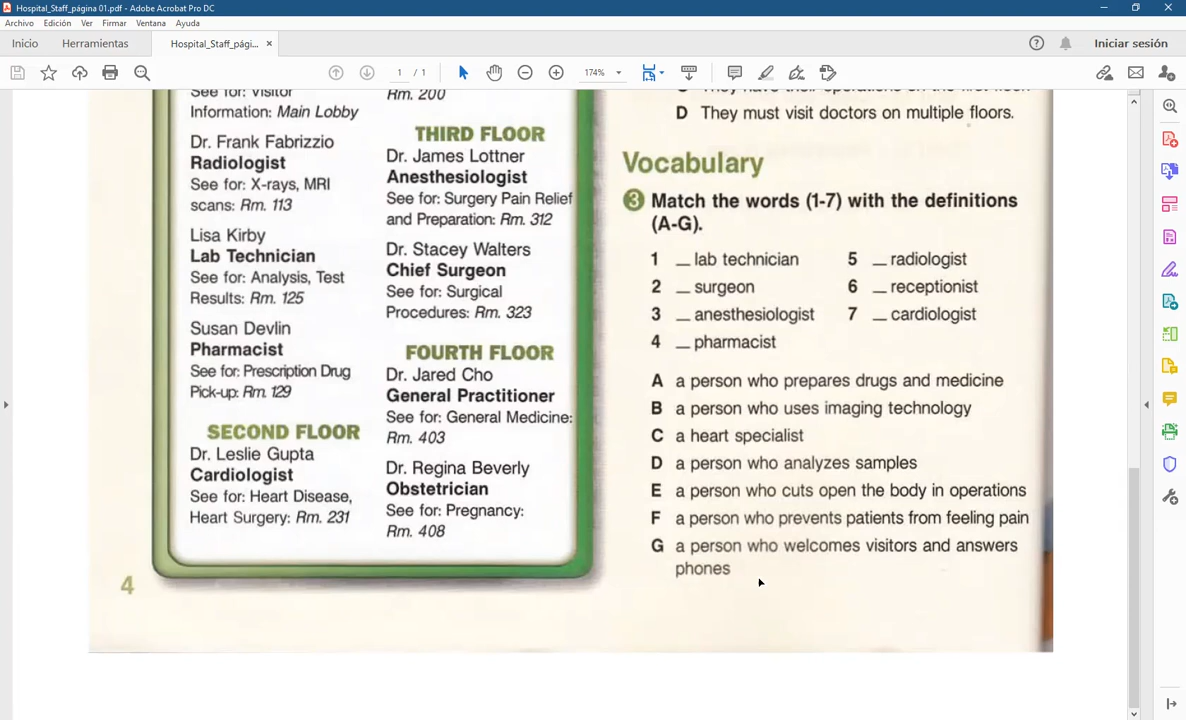 Hospital_Staff_página 01.pdf - Adobe Acrobat Pro DC
Archivo Edición Ver Firmar Ventana Ayuda
Inicio Herramientas Hospital_Staff_pági... × Iniciar sesión
1 / 1 174%
See for: Visitor
Information: Main Lobby
Dr. Frank Fabrizzio
Radiologist
See for: X-rays, MRI
scans: Rm. 113
Lisa Kirby
Lab Technician
See for: Analysis, Test
Results: Rm. 125
Susan Devlin
Pharmacist
See for: Prescription Drug
Pick-up: Rm. 129
SECOND FLOOR
Dr. Leslie Gupta
Cardiologist
See for: Heart Disease,
Heart Surgery: Rm. 231
4
Rm. 200
THIRD FLOOR
Dr. James Lottner
Anesthesiologist
See for: Surgery Pain Relief
and Preparation: Rm. 312
Dr. Stacey Walters
Chief Surgeon
See for: Surgical
Procedures: Rm. 323
FOURTH FLOOR
Dr. Jared Cho
General Practitioner
See for: General Medicine:
Rm. 403
Dr. Regina Beverly
Obstetrician
See for: Pregnancy:
Rm. 408
C They have their operations on the first floor
D They must visit doctors on multiple floors.
Vocabulary
3 Match the words (1-7) with the definitions
(A-G).
1 _ lab technician 5 _ radiologist
2 _ surgeon 6 _ receptionist
3 _ anesthesiologist 7 _ cardiologist
4 _ pharmacist
A a person who prepares drugs and medicine
B a person who uses imaging technology
C a heart specialist
D a person who analyzes samples
E a person who cuts open the body in operations
F a person who prevents patients from feeling pain
G a person who welcomes visitors and answers
phones